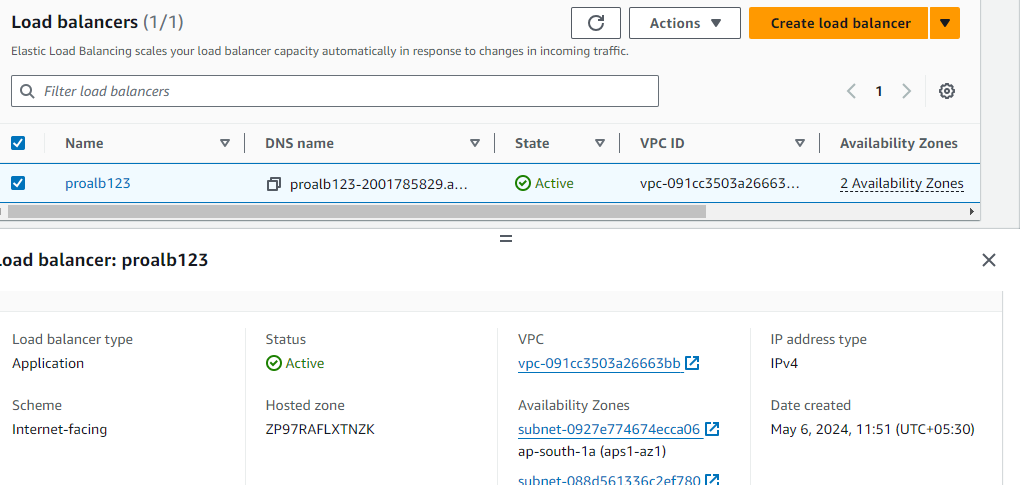 Load balancers (1/1)
Actions
Create load balancer
Elastic Load Balancing scales your load balancer capacity automatically in response to changes in incoming traffic.
Filter load balancers
1
Name DNS name State VPC ID Availability Zones
proalb123 proalb123-2001785829.a... Active vpc-091cc3503a26663... 2 Availability Zones
oad balancer: proalb123
Load balancer type Status VPC IP address type
Application Active vpc-091cc3503a26663bb IPv4
Scheme Hosted zone Availability Zones Date created
Internet-facing ZP97RAFLXTNZK subnet-0927e774674ecca06 May 6, 2024, 11:51 (UTC+05:30)
ap-south-1a (aps1-az1)
subnet-088d561336c2ef780